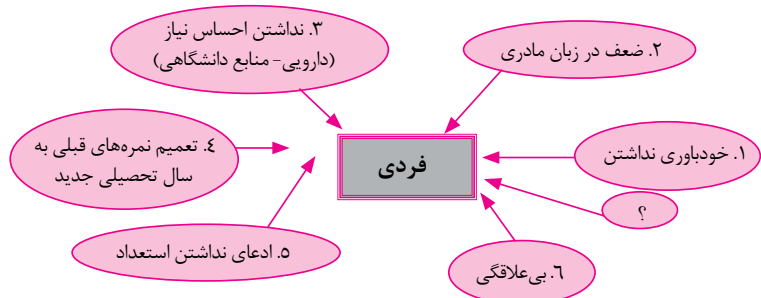 ۱. خودباوری نداشتن
۲. ضعف در زبان مادری
۳. نداشتن احساس نیاز
(دارویی- منابع دانشگاهی)
۴. تعمیم نمره‌های قبلی به
سال تحصیلی جدید
۵. ادعای نداشتن استعداد
۶. بی‌علاقگی
؟
فردی